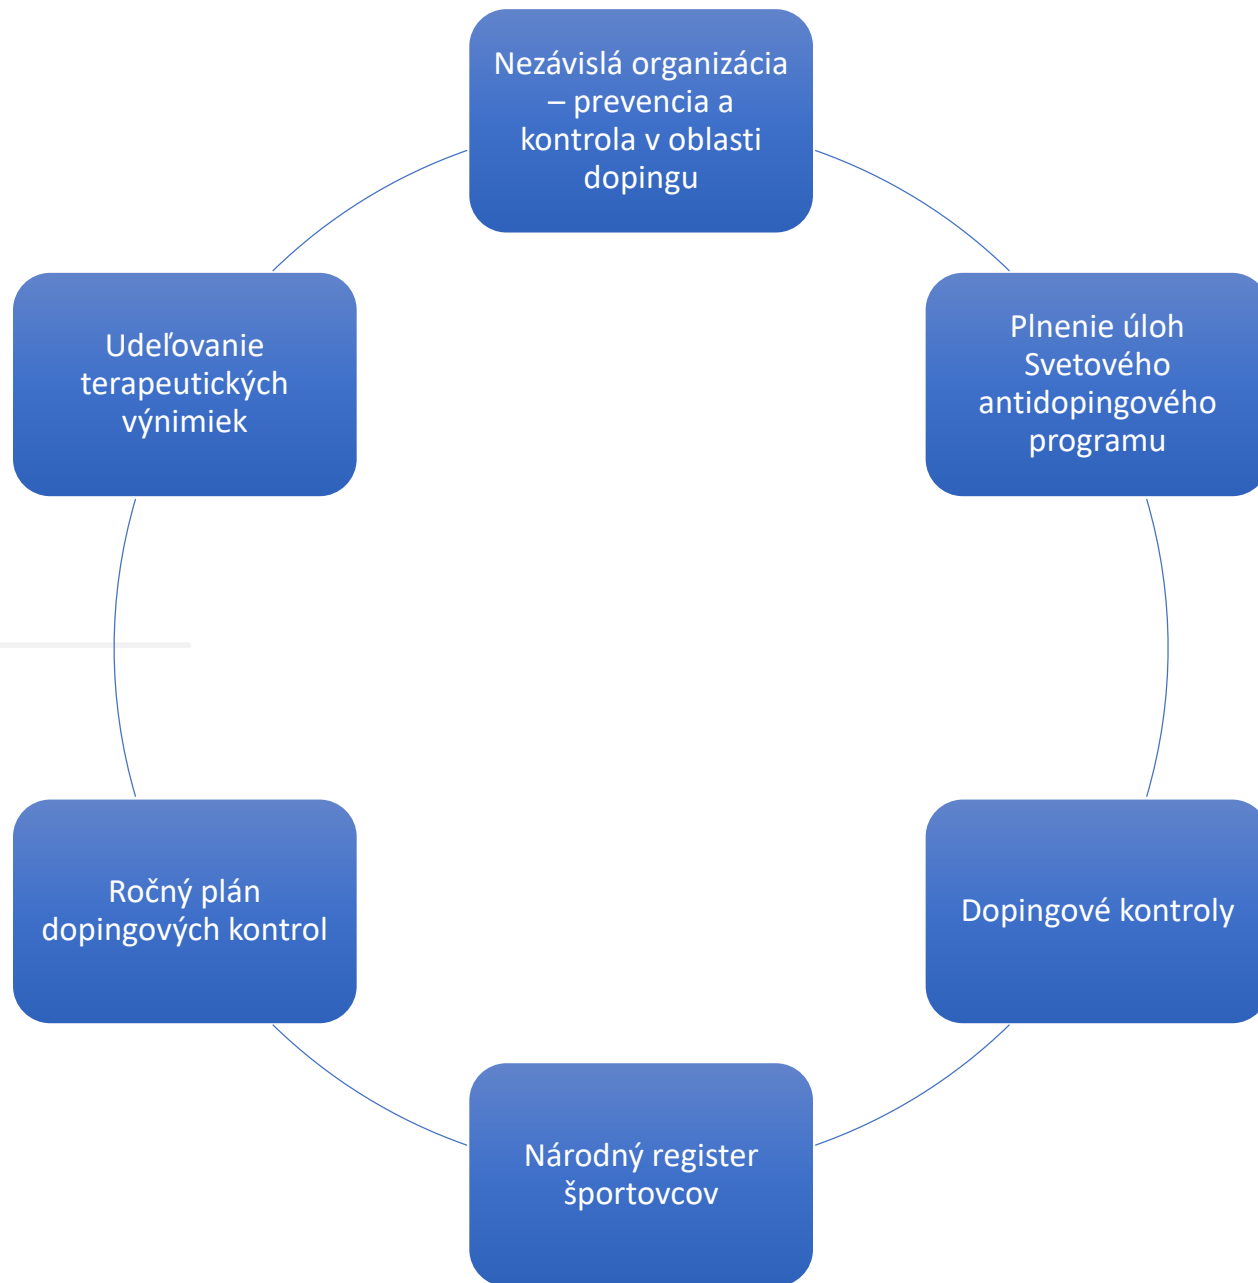 Nezávislá organizácia
– prevencia a
kontrola v oblasti
dopingu
Plnenie úloh
Svetového
antidopingového
programu
Dopingové kontroly
Národný register
športovcov
Ročný plán
dopingových kontrol
Udeľovanie
terapeutických
výnimiek